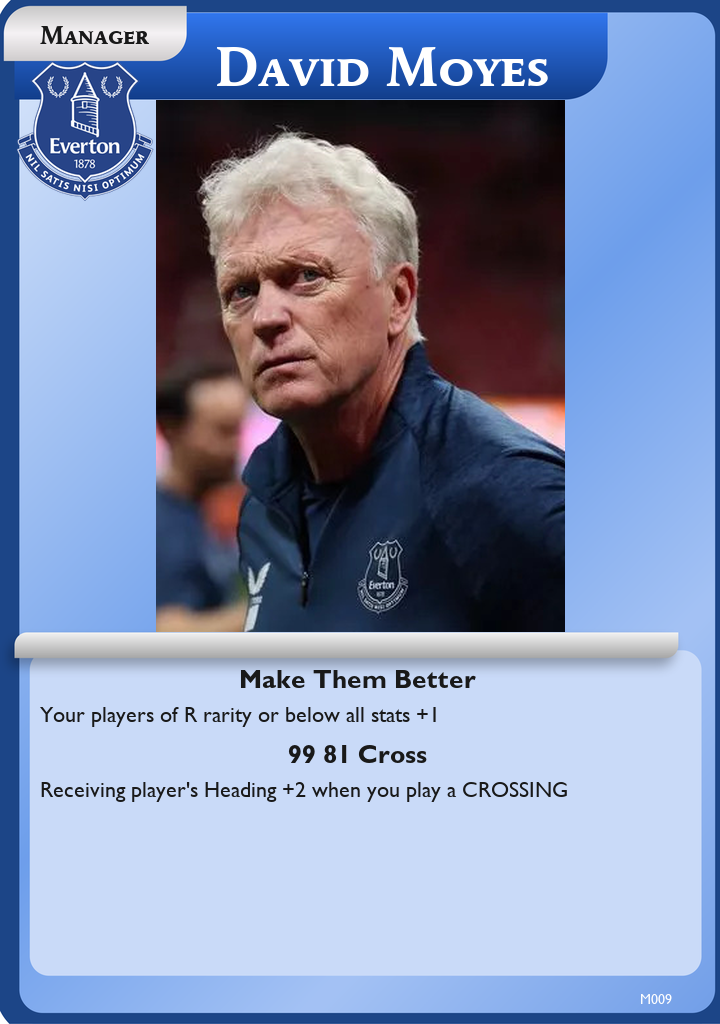 Manager
David Moyes
Everton
1878
NIL SATIS NISI OPTIMUM
Everton
Make Them Better
Your players of R rarity or below all stats +1
99 81 Cross
Receiving player's Heading +2 when you play a CROSSING
M009